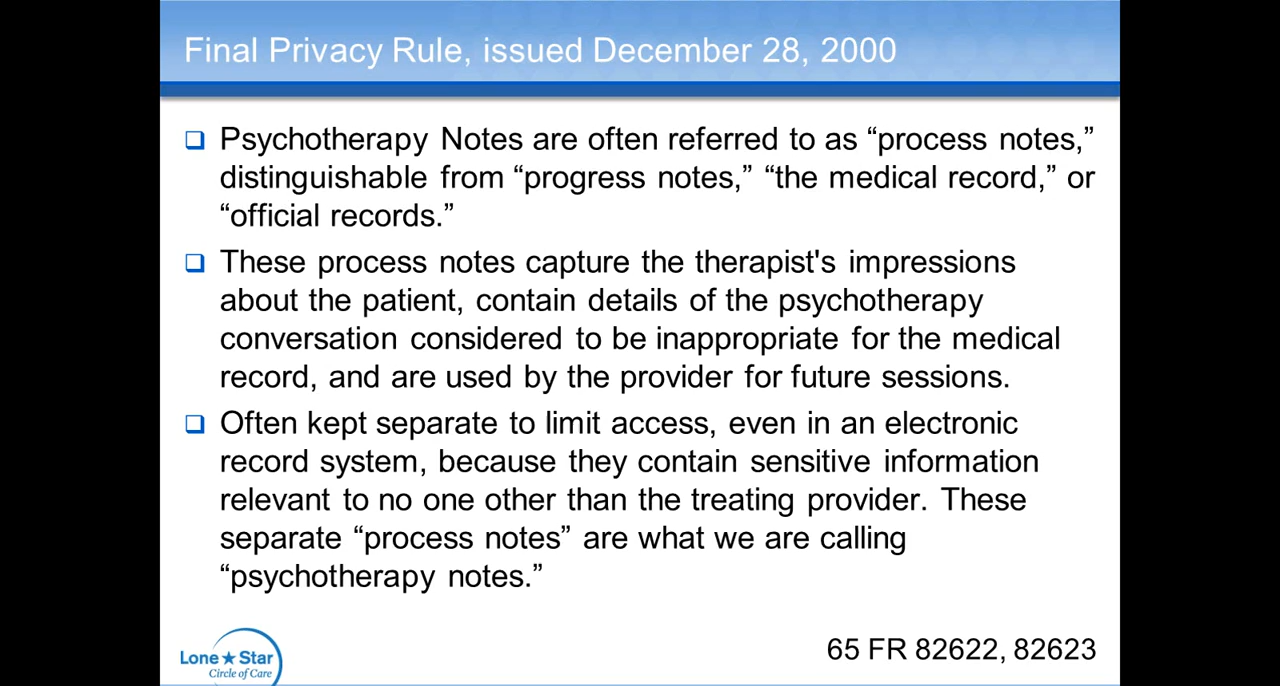 Final Privacy Rule, issued December 28, 2000
Psychotherapy Notes are often referred to as “process notes,”
distinguishable from “progress notes,” “the medical record,” or
“official records.”
These process notes capture the therapist's impressions
about the patient, contain details of the psychotherapy
conversation considered to be inappropriate for the medical
record, and are used by the provider for future sessions.
Often kept separate to limit access, even in an electronic
record system, because they contain sensitive information
relevant to no one other than the treating provider. These
separate “process notes” are what we are calling
“psychotherapy notes.”
65 FR 82622, 82623
Lone★Star
Circle of Care